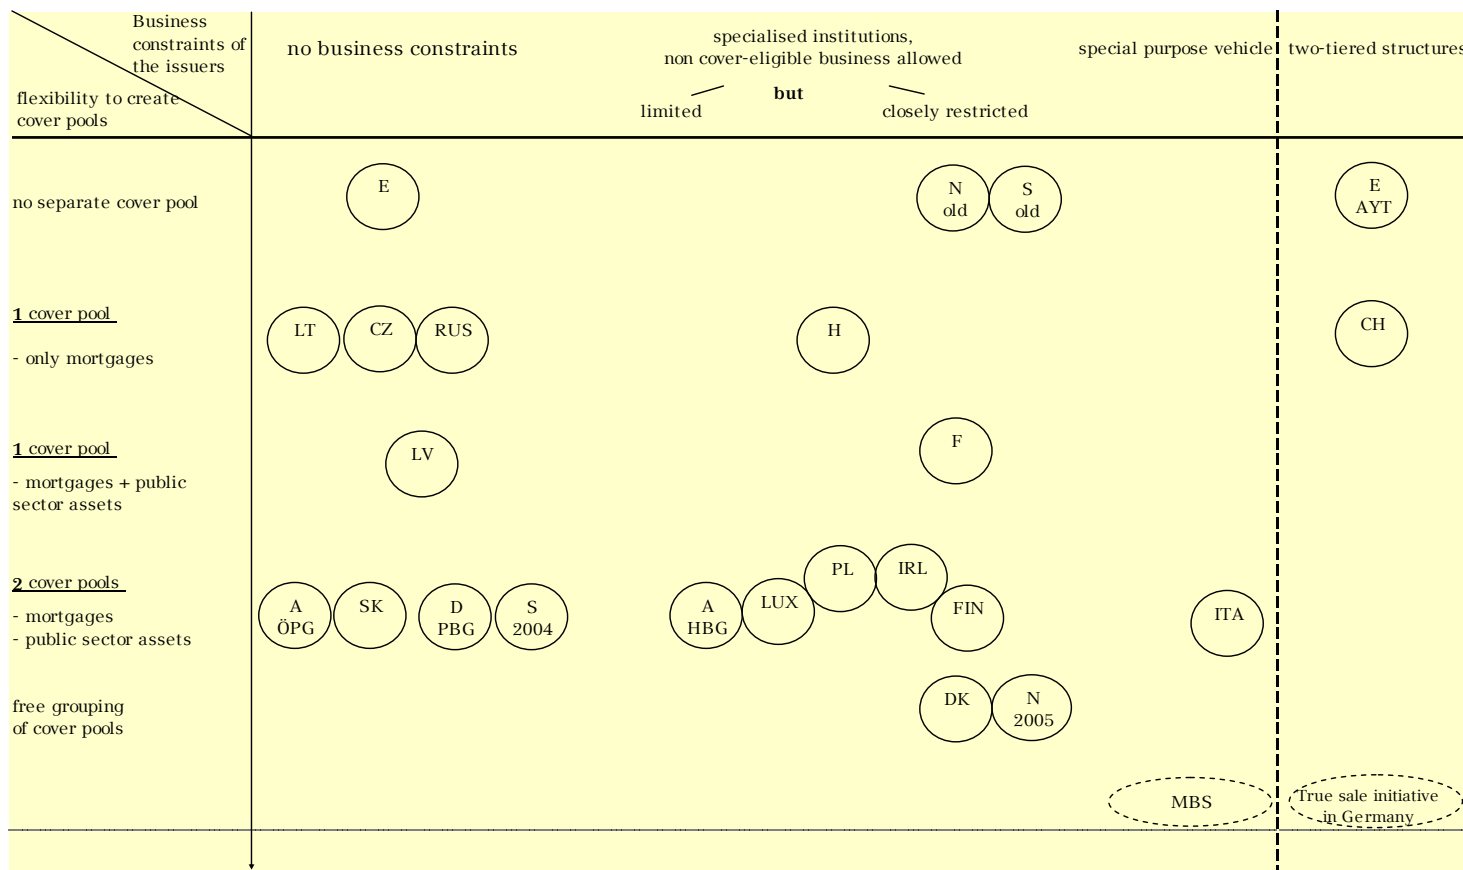 Business
constraints of
the issuers
flexibility to create
cover pools
no business constraints
specialised institutions,
non cover-eligible business allowed
but
limited
closely restricted
special purpose vehicle
two-tiered structures
no separate cover pool
E
N
old
S
old
E
AYT
1 cover pool
- only mortgages
LT
CZ
RUS
H
CH
1 cover pool
- mortgages + public
sector assets
LV
F
2 cover pools
- mortgages
- public sector assets
A
ÖPG
SK
D
PBG
S
2004
A
HBG
LUX
PL
IRL
FIN
ITA
free grouping
of cover pools
DK
N
2005
MBS
True sale initiative
in Germany